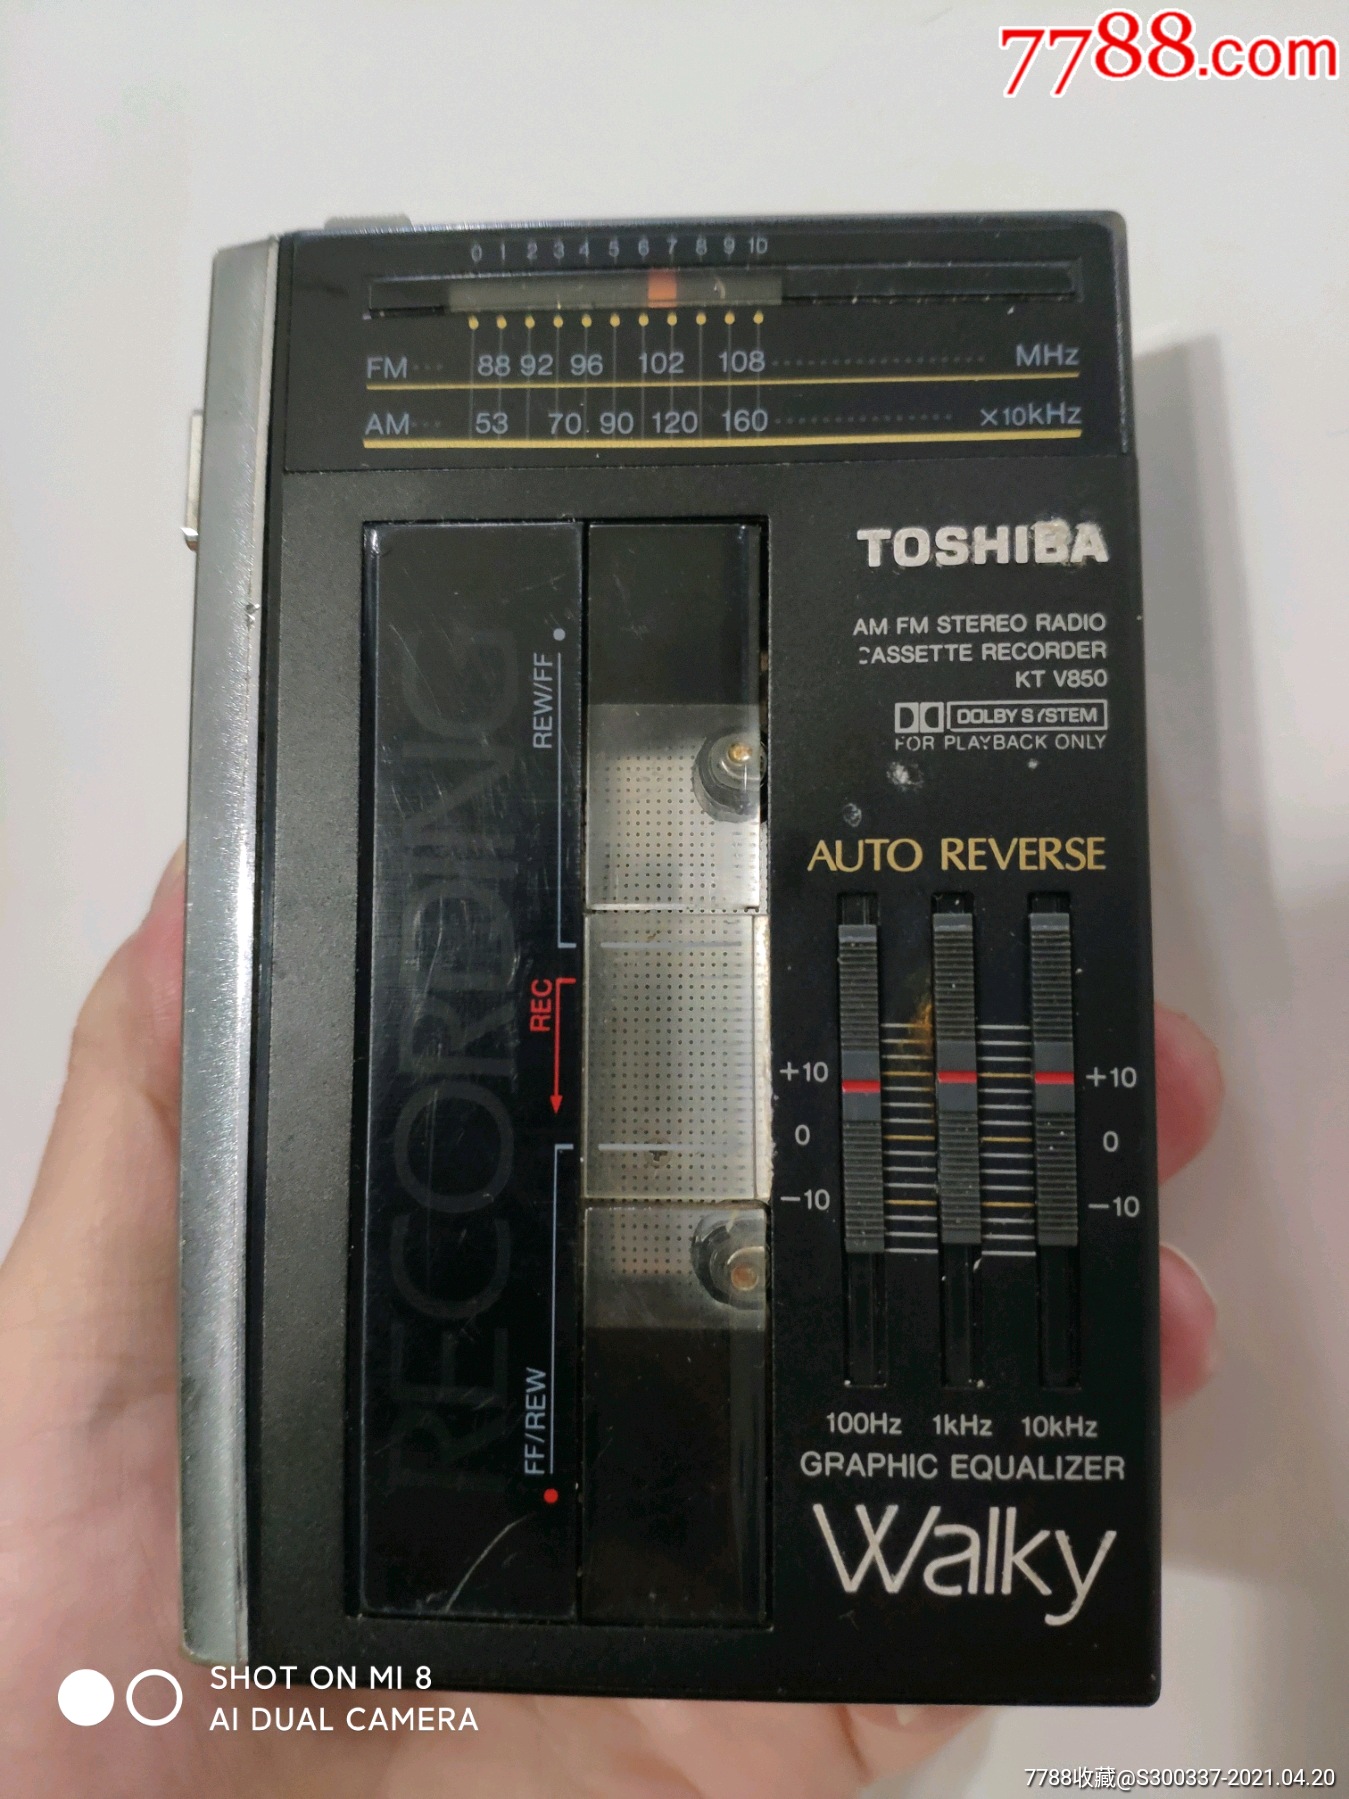 7788.com
0 1 2 3 4 5 6 7 8 9 10
FM 88 92 96 102 108 MHz
AM 53 70 90 120 160 ×10kHz
TOSHIBA
AM FM STEREO RADIO
CASSETTE RECORDER
KT V850
DOLBY SYSTEM
FOR PLAYBACK ONLY
AUTO REVERSE
RECORDING
REW/FF
REC
FF/REW
+10 +10
0 0
−10 −10
100Hz 1kHz 10kHz
GRAPHIC EQUALIZER
Walky
SHOT ON MI 8
AI DUAL CAMERA
7788收藏@S300337-2021.04.20